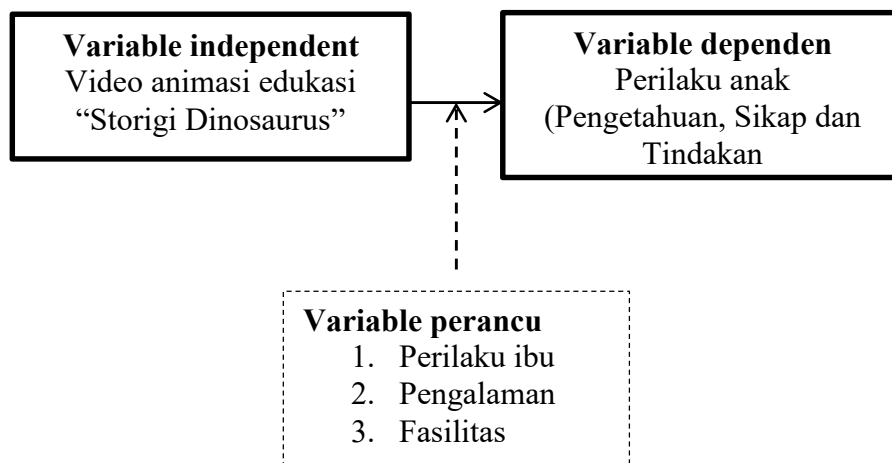 Variable independent
Video animasi edukasi
“Storigi Dinosaurus”
Variable dependen
Perilaku anak
(Pengetahuan, Sikap dan
Tindakan
Variable perancu
1. Perilaku ibu
2. Pengalaman
3. Fasilitas